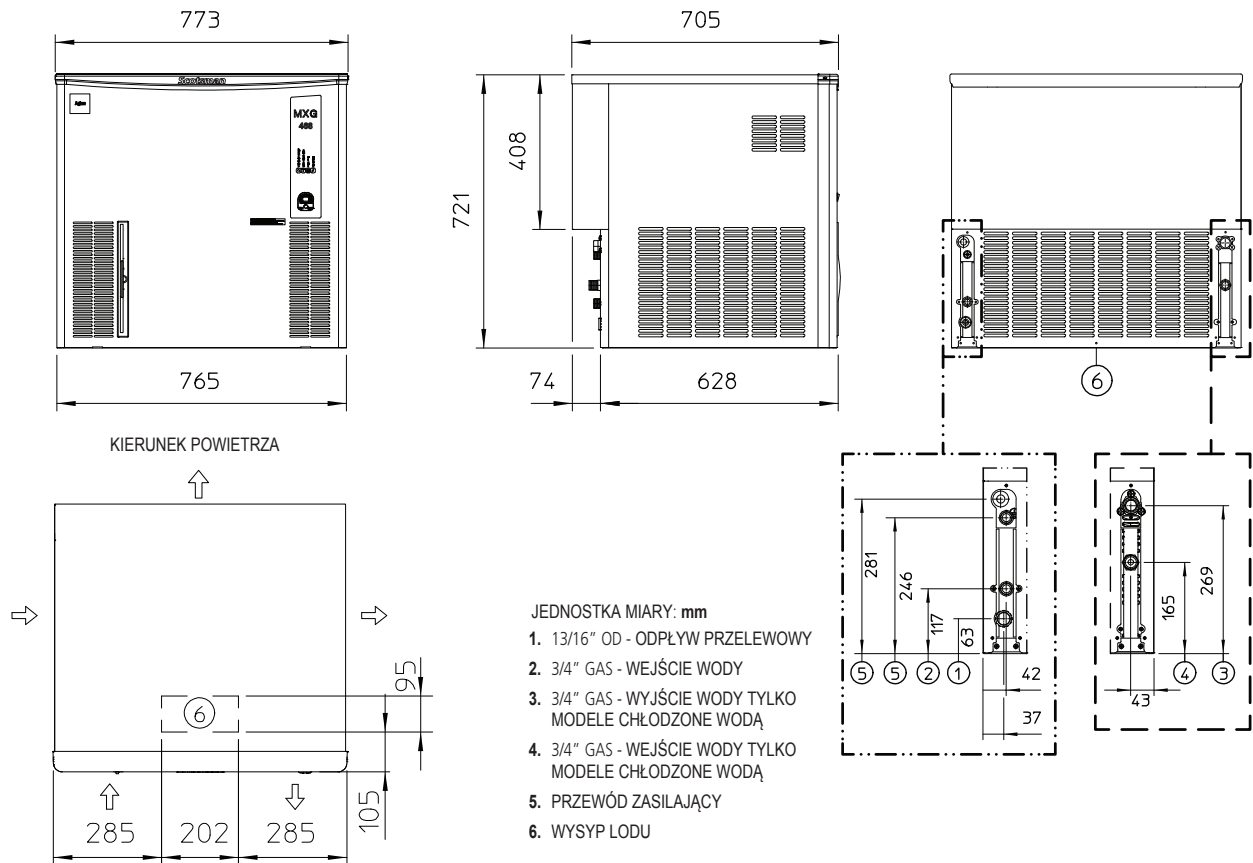 773
705
Scotsman
MXG
468
721
408
765
74
628
6
KIERUNEK POWIETRZA
6
95
105
285
202
285
JEDNOSTKA MIARY: mm
1. 13/16" OD - ODPŁYW PRZELEWOWY
2. 3/4" GAS - WEJŚCIE WODY
3. 3/4" GAS - WYJŚCIE WODY TYLKO
MODELE CHŁODZONE WODĄ
4. 3/4" GAS - WEJŚCIE WODY TYLKO
MODELE CHŁODZONE WODĄ
5. PRZEWÓD ZASILAJĄCY
6. WYSYP LODU
281
246
117
63
5
5
2
1
42
37
165
269
4
3
43